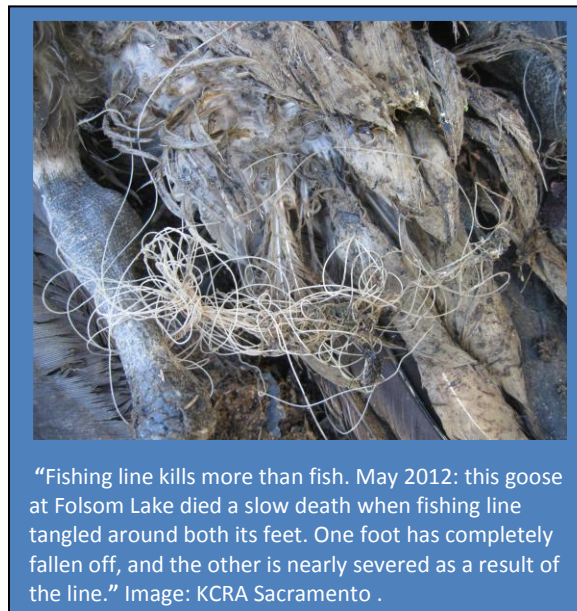 “Fishing line kills more than fish. May 2012: this goose
at Folsom Lake died a slow death when fishing line
tangled around both its feet. One foot has completely
fallen off, and the other is nearly severed as a result of
the line.” Image: KCRA Sacramento .